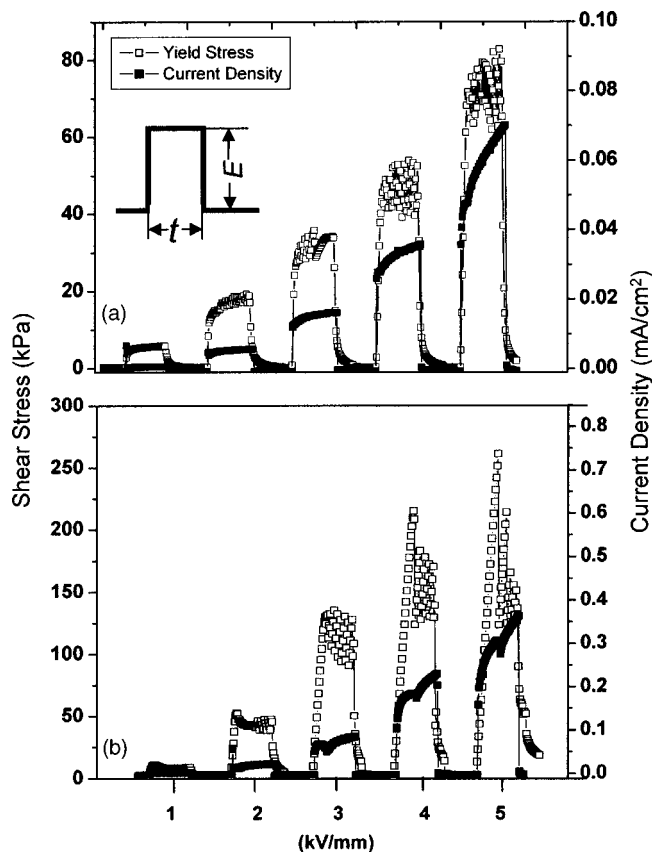 0.10
80
Yield Stress
Current Density
0.08
60
E
0.06
40
t
0.04
20
0.02
(a)
0
0.00
Shear Stress (kPa)
Current Density (mA/cm²)
300
250
200
150
100
50
0
0.8
0.7
0.6
0.5
0.4
0.3
0.2
0.1
0.0
(b)
1 2 3 4 5
(kV/mm)